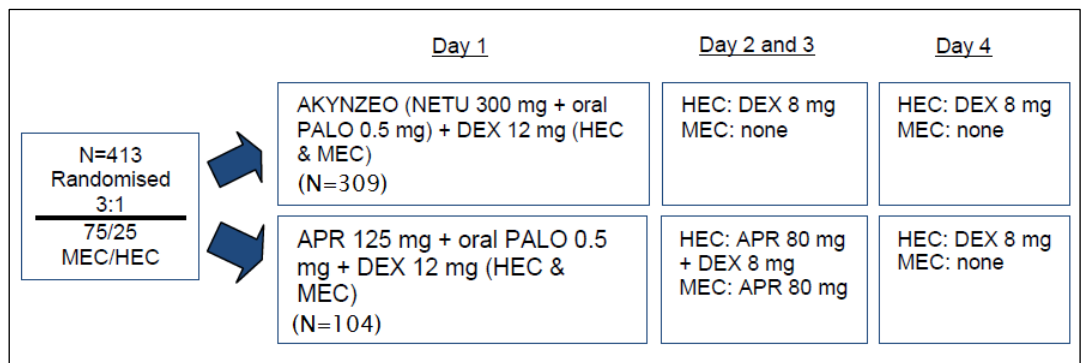 Day 1
Day 2 and 3
Day 4
N=413
Randomised
3:1
75/25
MEC/HEC
AKYNZEO (NETU 300 mg + oral
PALO 0.5 mg) + DEX 12 mg (HEC
& MEC)
(N=309)
HEC: DEX 8 mg
MEC: none
HEC: DEX 8 mg
MEC: none
APR 125 mg + oral PALO 0.5
mg + DEX 12 mg (HEC &
MEC)
(N=104)
HEC: APR 80 mg
+ DEX 8 mg
MEC: APR 80 mg
HEC: DEX 8 mg
MEC: none